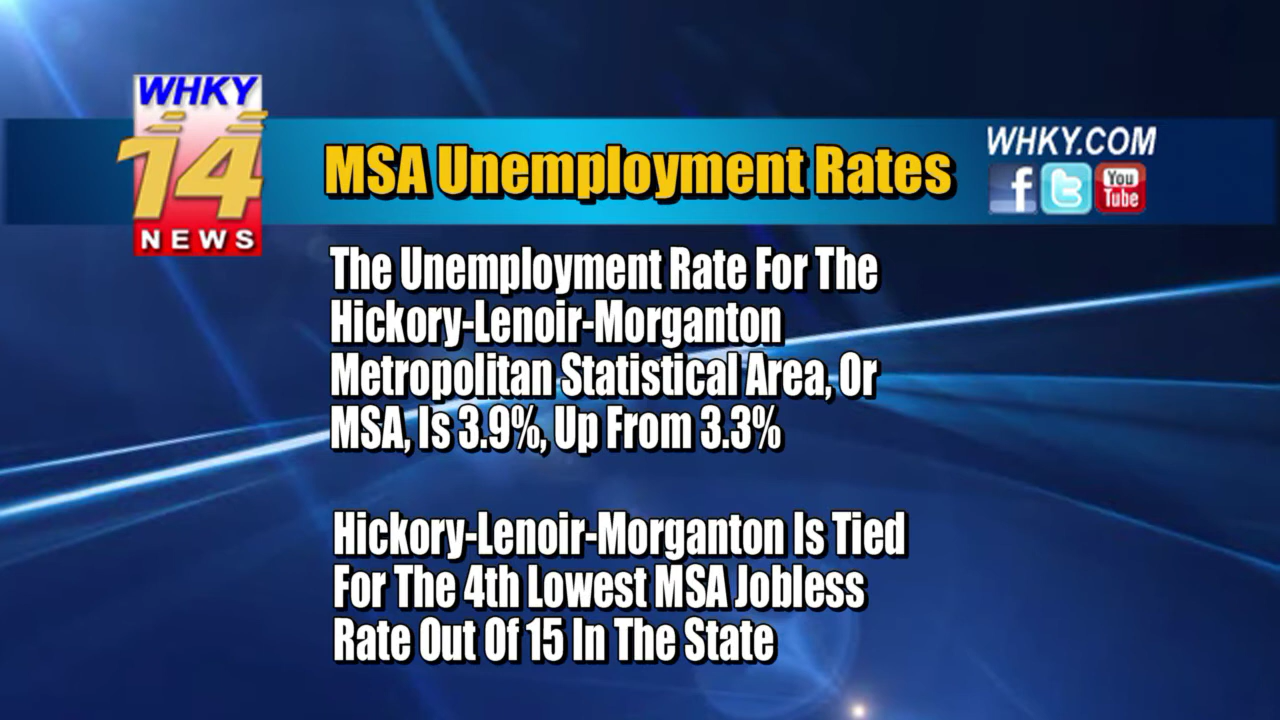 WHKY
14
NEWS
MSA Unemployment Rates
WHKY.COM
f
t
You
Tube
The Unemployment Rate For The
Hickory-Lenoir-Morganton
Metropolitan Statistical Area, Or
MSA, Is 3.9%, Up From 3.3%
Hickory-Lenoir-Morganton Is Tied
For The 4th Lowest MSA Jobless
Rate Out Of 15 In The State